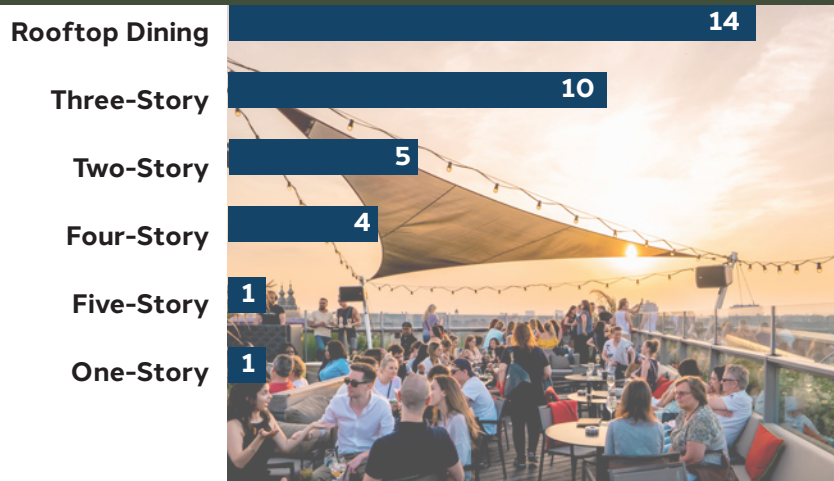 Rooftop Dining 14
Three-Story 10
Two-Story 5
Four-Story 4
Five-Story 1
One-Story 1